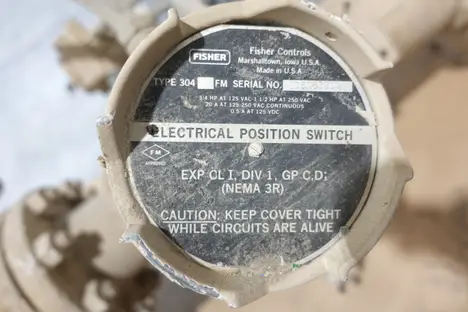 FISHER
Fisher Controls
Marshalltown, Iowa U.S.A.
Made in U.S.A
TYPE 304 FM SERIAL NO.
3/4 HP AT 125 VAC 1 1/2 HP AT 250 VAC
20 A AT 125-250 VAC CONTINUOUS
0.5 A AT 125 VDC
ELECTRICAL POSITION SWITCH
FM
APPROVED
EXP CL I, DIV 1, GP C,D;
(NEMA 3R)
CAUTION: KEEP COVER TIGHT
WHILE CIRCUITS ARE ALIVE